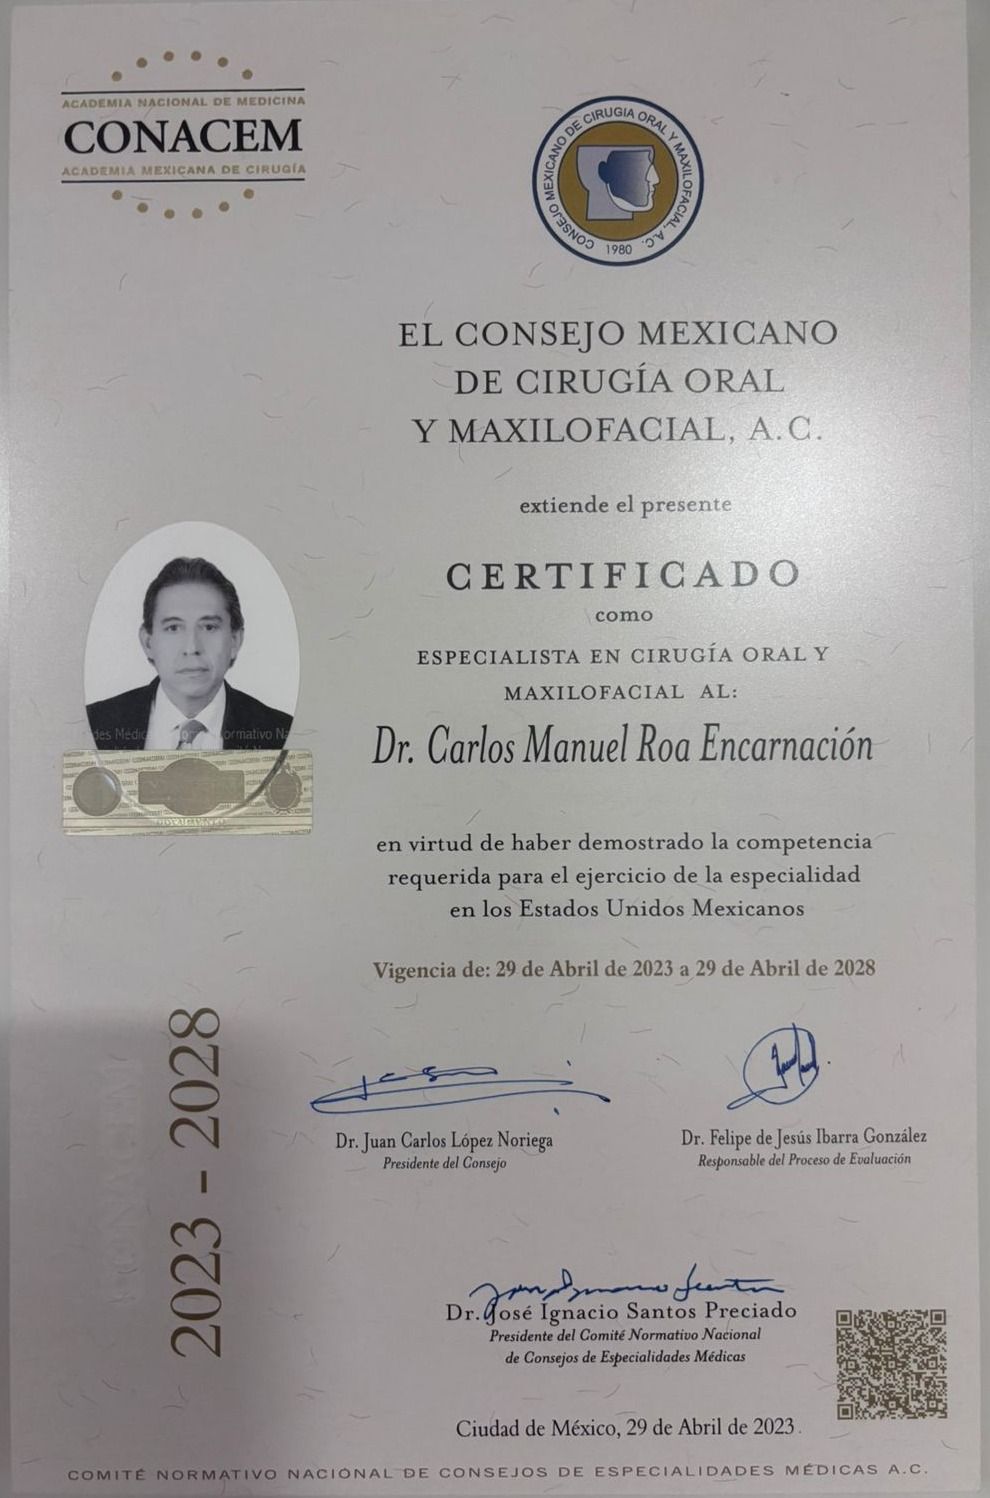 ACADEMIA NACIONAL DE MEDICINA
CONACEM
ACADEMIA MEXICANA DE CIRUGÍA
CONSEJO MEXICANO DE CIRUGIA ORAL Y MAXILOFACIAL, A.C.
1980
EL CONSEJO MEXICANO
DE CIRUGÍA ORAL
Y MAXILOFACIAL, A.C.
extiende el presente
CERTIFICADO
como
ESPECIALISTA EN CIRUGÍA ORAL Y
MAXILOFACIAL AL:
Dr. Carlos Manuel Roa Encarnación
en virtud de haber demostrado la competencia
requerida para el ejercicio de la especialidad
en los Estados Unidos Mexicanos
Vigencia de: 29 de Abril de 2023 a 29 de Abril de 2028
2023 - 2028
Dr. Juan Carlos López Noriega
Presidente del Consejo
Dr. Felipe de Jesús Ibarra González
Responsable del Proceso de Evaluación
Dr. José Ignacio Santos Preciado
Presidente del Comité Normativo Nacional
de Consejos de Especialidades Médicas
Ciudad de México, 29 de Abril de 2023.
COMITÉ NORMATIVO NACIONAL DE CONSEJOS DE ESPECIALIDADES MÉDICAS A.C.